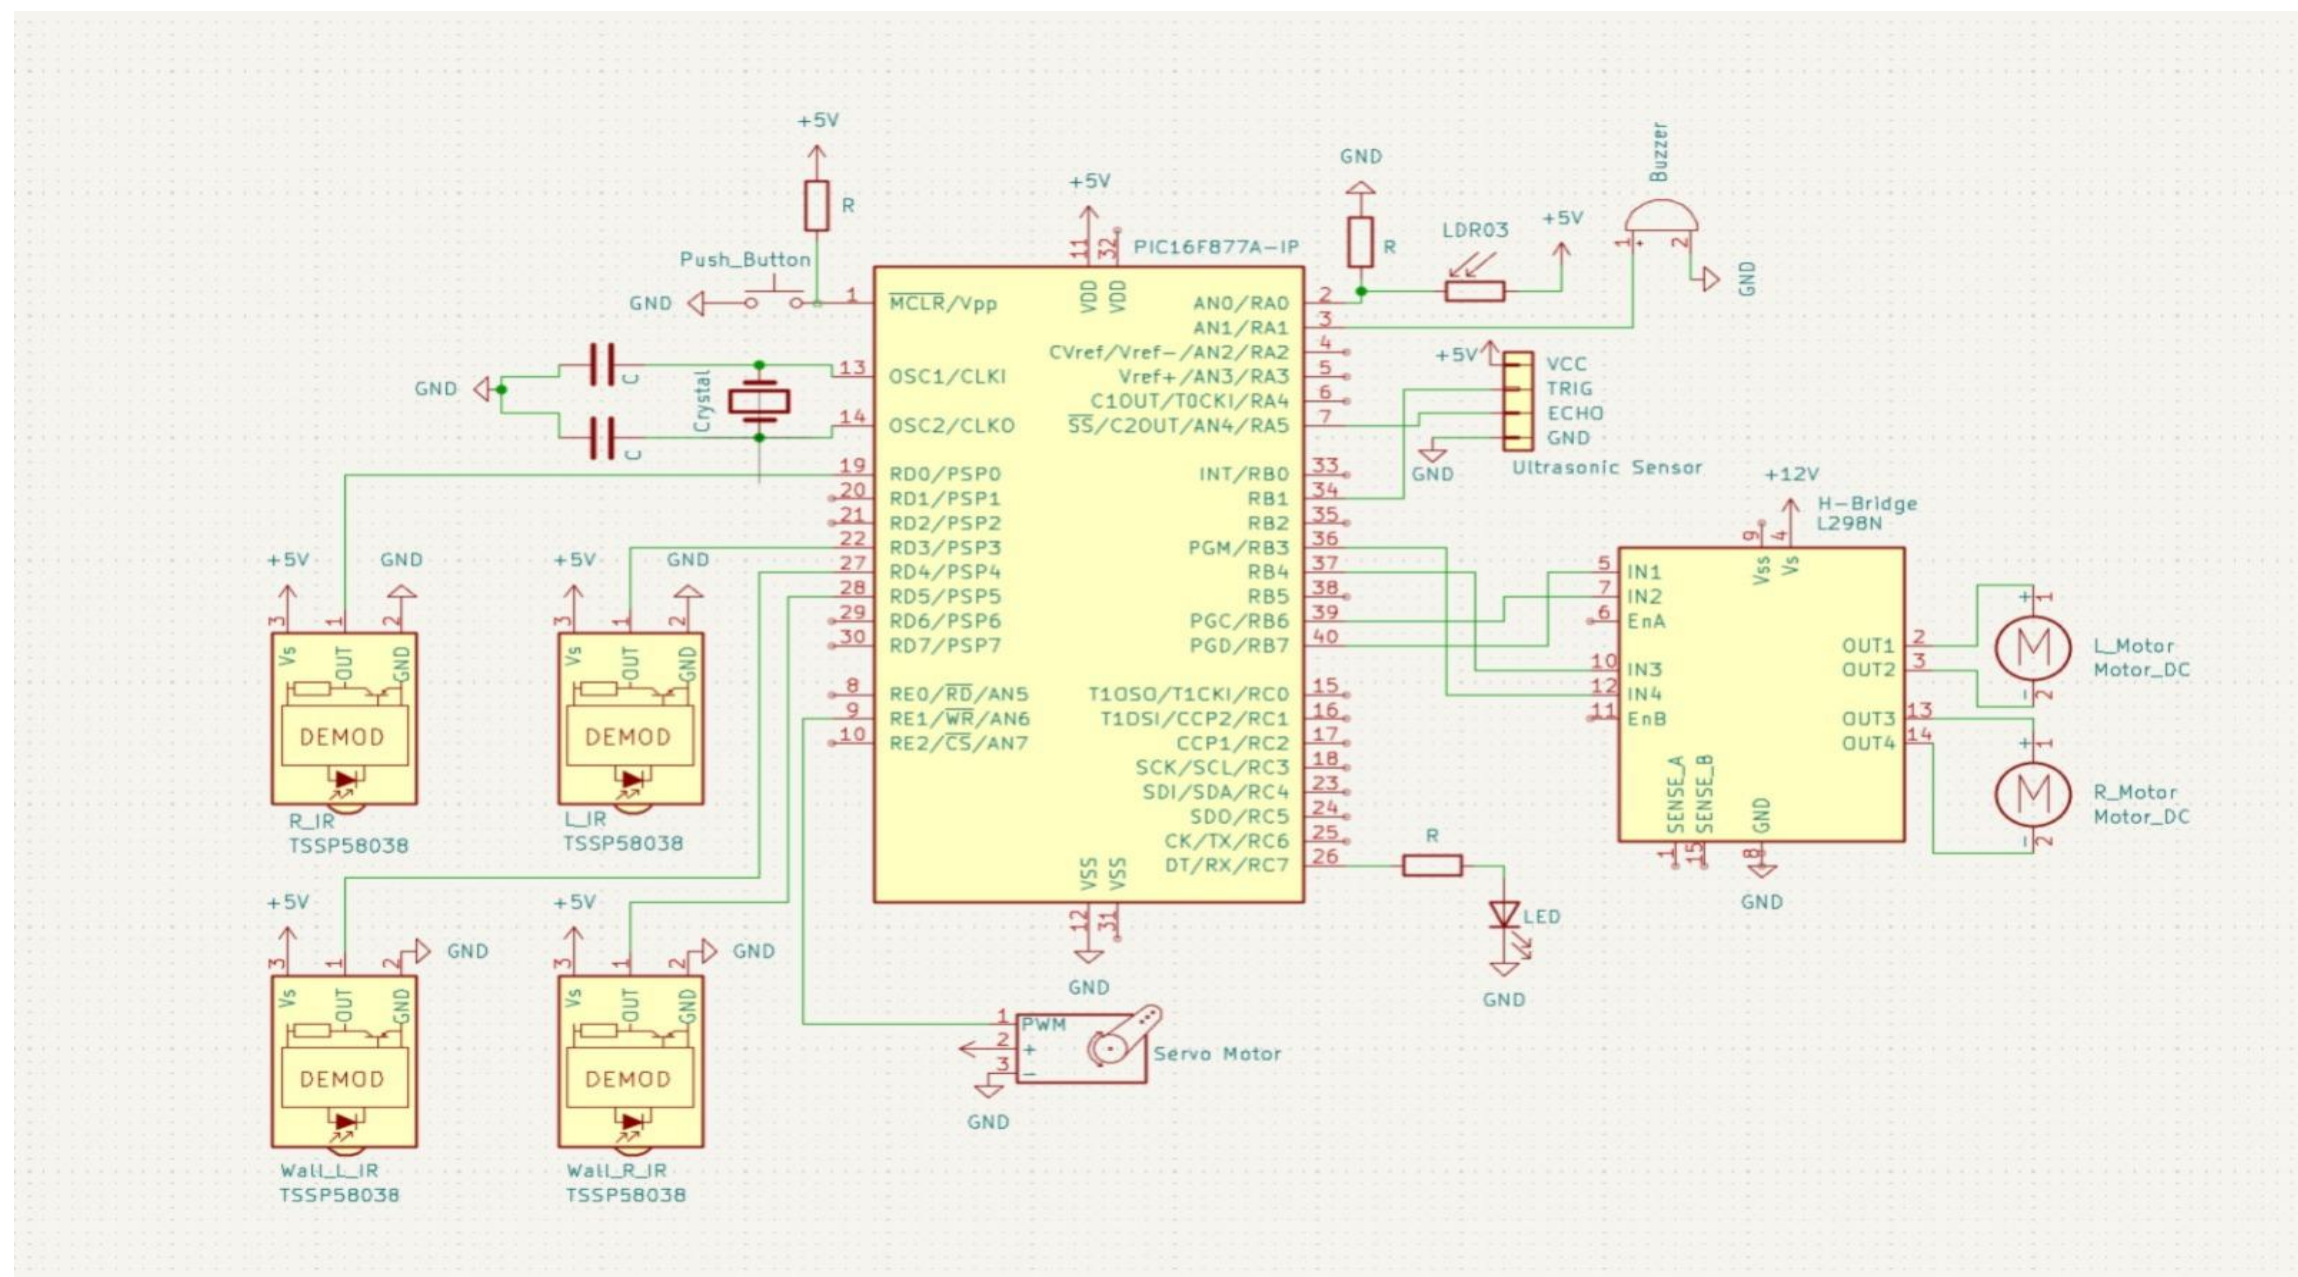 +5V
R
Push_Button
GND
1
MCLR/Vpp
+5V
11
32
VDD
VDD
PIC16F877A-IP
GND
R
LDR03
+5V
Buzzer
1
+
2
GND
GND
C
C
Crystal
13
OSC1/CLKI
14
OSC2/CLKO
19
RD0/PSP0
20
RD1/PSP1
21
RD2/PSP2
22
RD3/PSP3
27
RD4/PSP4
28
RD5/PSP5
29
RD6/PSP6
30
RD7/PSP7
8
RE0/RD/AN5
9
RE1/WR/AN6
10
RE2/CS/AN7
AN0/RA0
2
AN1/RA1
3
CVref/Vref-/AN2/RA2
4
Vref+/AN3/RA3
5
C1OUT/T0CKI/RA4
6
SS/C2OUT/AN4/RA5
7
INT/RB0
33
RB1
34
RB2
35
PGM/RB3
36
RB4
37
RB5
38
PGC/RB6
39
PGD/RB7
40
T1OSO/T1CKI/RC0
15
T1OSI/CCP2/RC1
16
CCP1/RC2
17
SCK/SCL/RC3
18
SDI/SDA/RC4
23
SDO/RC5
24
CK/TX/RC6
25
DT/RX/RC7
26
VSS
VSS
12
31
GND
+5V
VCC
TRIG
ECHO
GND
GND
Ultrasonic Sensor
+12V
H-Bridge
L298N
9
4
Vss
Vs
5
IN1
7
IN2
6
EnA
10
IN3
12
IN4
11
EnB
OUT1
2
OUT2
3
OUT3
13
OUT4
14
SENSE_A
SENSE_B
GND
1
15
8
GND
+
1
M
-
2
L_Motor
Motor_DC
+
1
M
-
2
R_Motor
Motor_DC
R
LED
GND
+5V
GND
3
1
2
Vs
OUT
GND
DEMOD
R_IR
TSSP58038
+5V
GND
3
1
2
Vs
OUT
GND
DEMOD
L_IR
TSSP58038
+5V
GND
3
1
2
Vs
OUT
GND
DEMOD
Wall_L_IR
TSSP58038
+5V
GND
3
1
2
Vs
OUT
GND
DEMOD
Wall_R_IR
TSSP58038
1
PWM
2
+
3
-
Servo Motor
GND